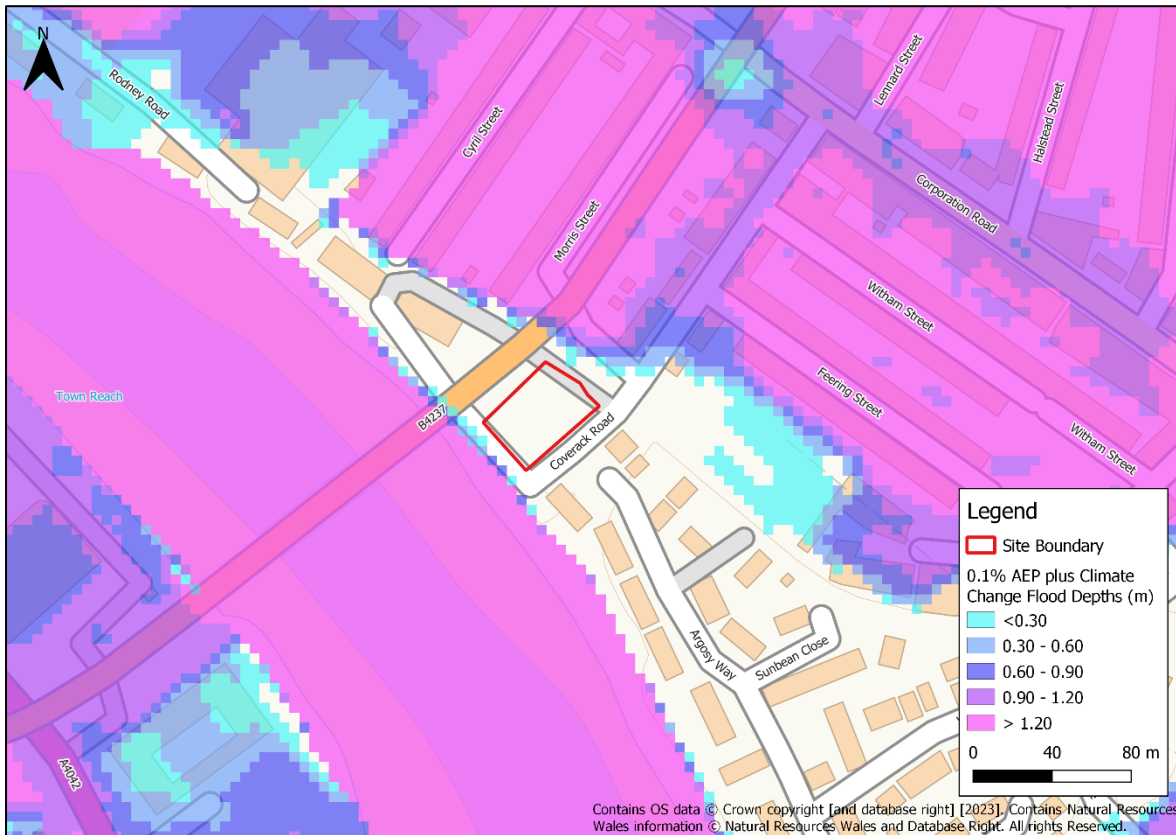 N
Rodney Road
Cyril Street
Morris Street
Lennard Street
Halstead Street
Corporation Road
Witham Street
Feering Street
Witham Street
Town Reach
B4237
Coverack Road
Argosy Way
Sunbean Close
A4042
Legend
Site Boundary
0.1% AEP plus Climate
Change Flood Depths (m)
<0.30
0.30 - 0.60
0.60 - 0.90
0.90 - 1.20
> 1.20
0 40 80 m
Contains OS data © Crown copyright [and database right] [2023]. Contains Natural Resources
Wales information © Natural Resources Wales and Database Right. All rights Reserved.